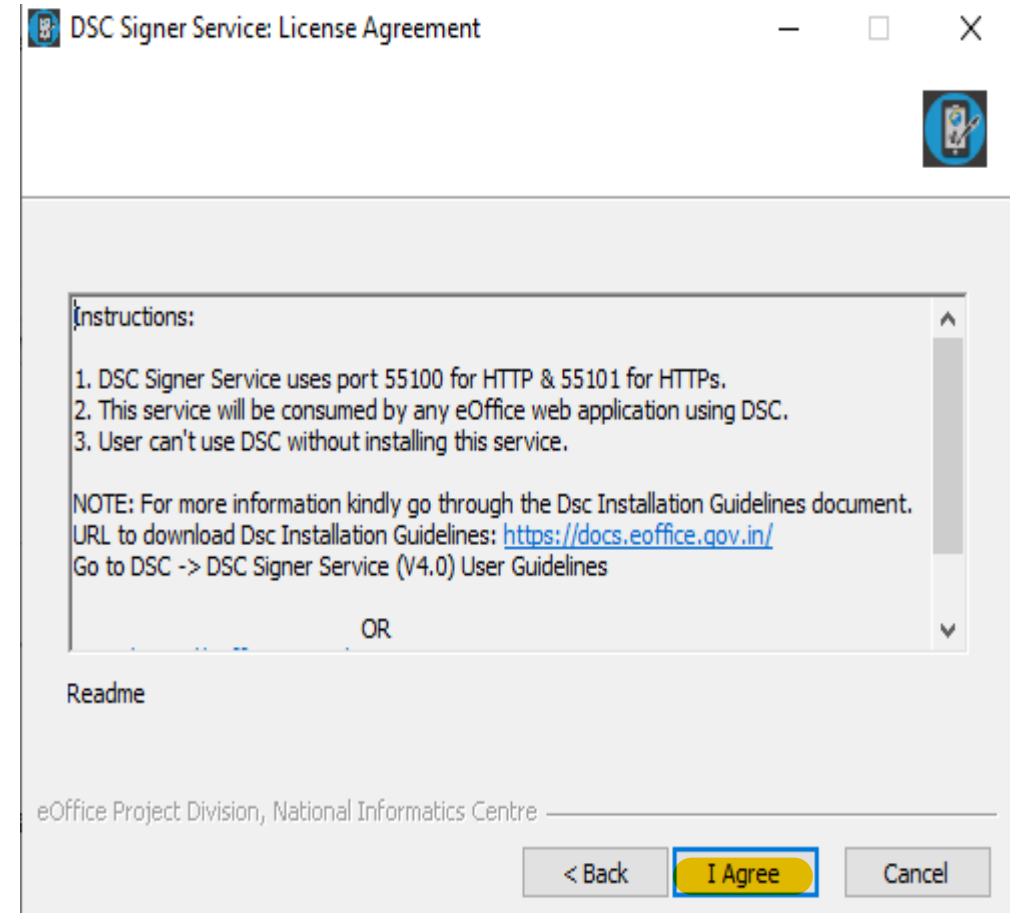 DSC Signer Service: License Agreement
Instructions:
1. DSC Signer Service uses port 55100 for HTTP & 55101 for HTTPs.
2. This service will be consumed by any eOffice web application using DSC.
3. User can't use DSC without installing this service.
NOTE: For more information kindly go through the Dsc Installation Guidelines document.
URL to download Dsc Installation Guidelines: https://docs.eoffice.gov.in/
Go to DSC -> DSC Signer Service (V4.0) User Guidelines
OR
Readme
eOffice Project Division, National Informatics Centre
< Back I Agree Cancel